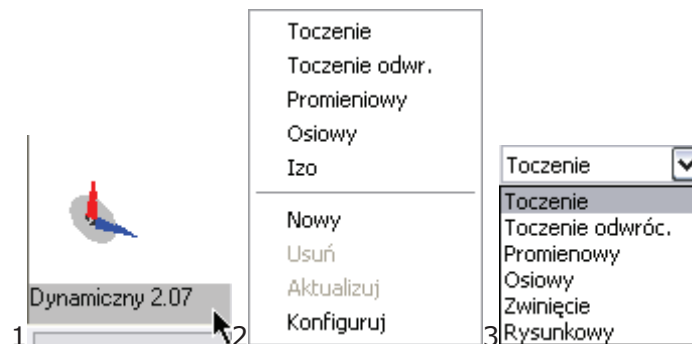 Dynamiczny 2.07
1
Toczenie
Toczenie odwr.
Promieniowy
Osiowy
Izo
Nowy
Usuń
Aktualizuj
Konfiguruj
2
Toczenie
Toczenie
Toczenie odwróc.
Promienowy
Osiowy
Zwinięcie
Rysunkowy
3